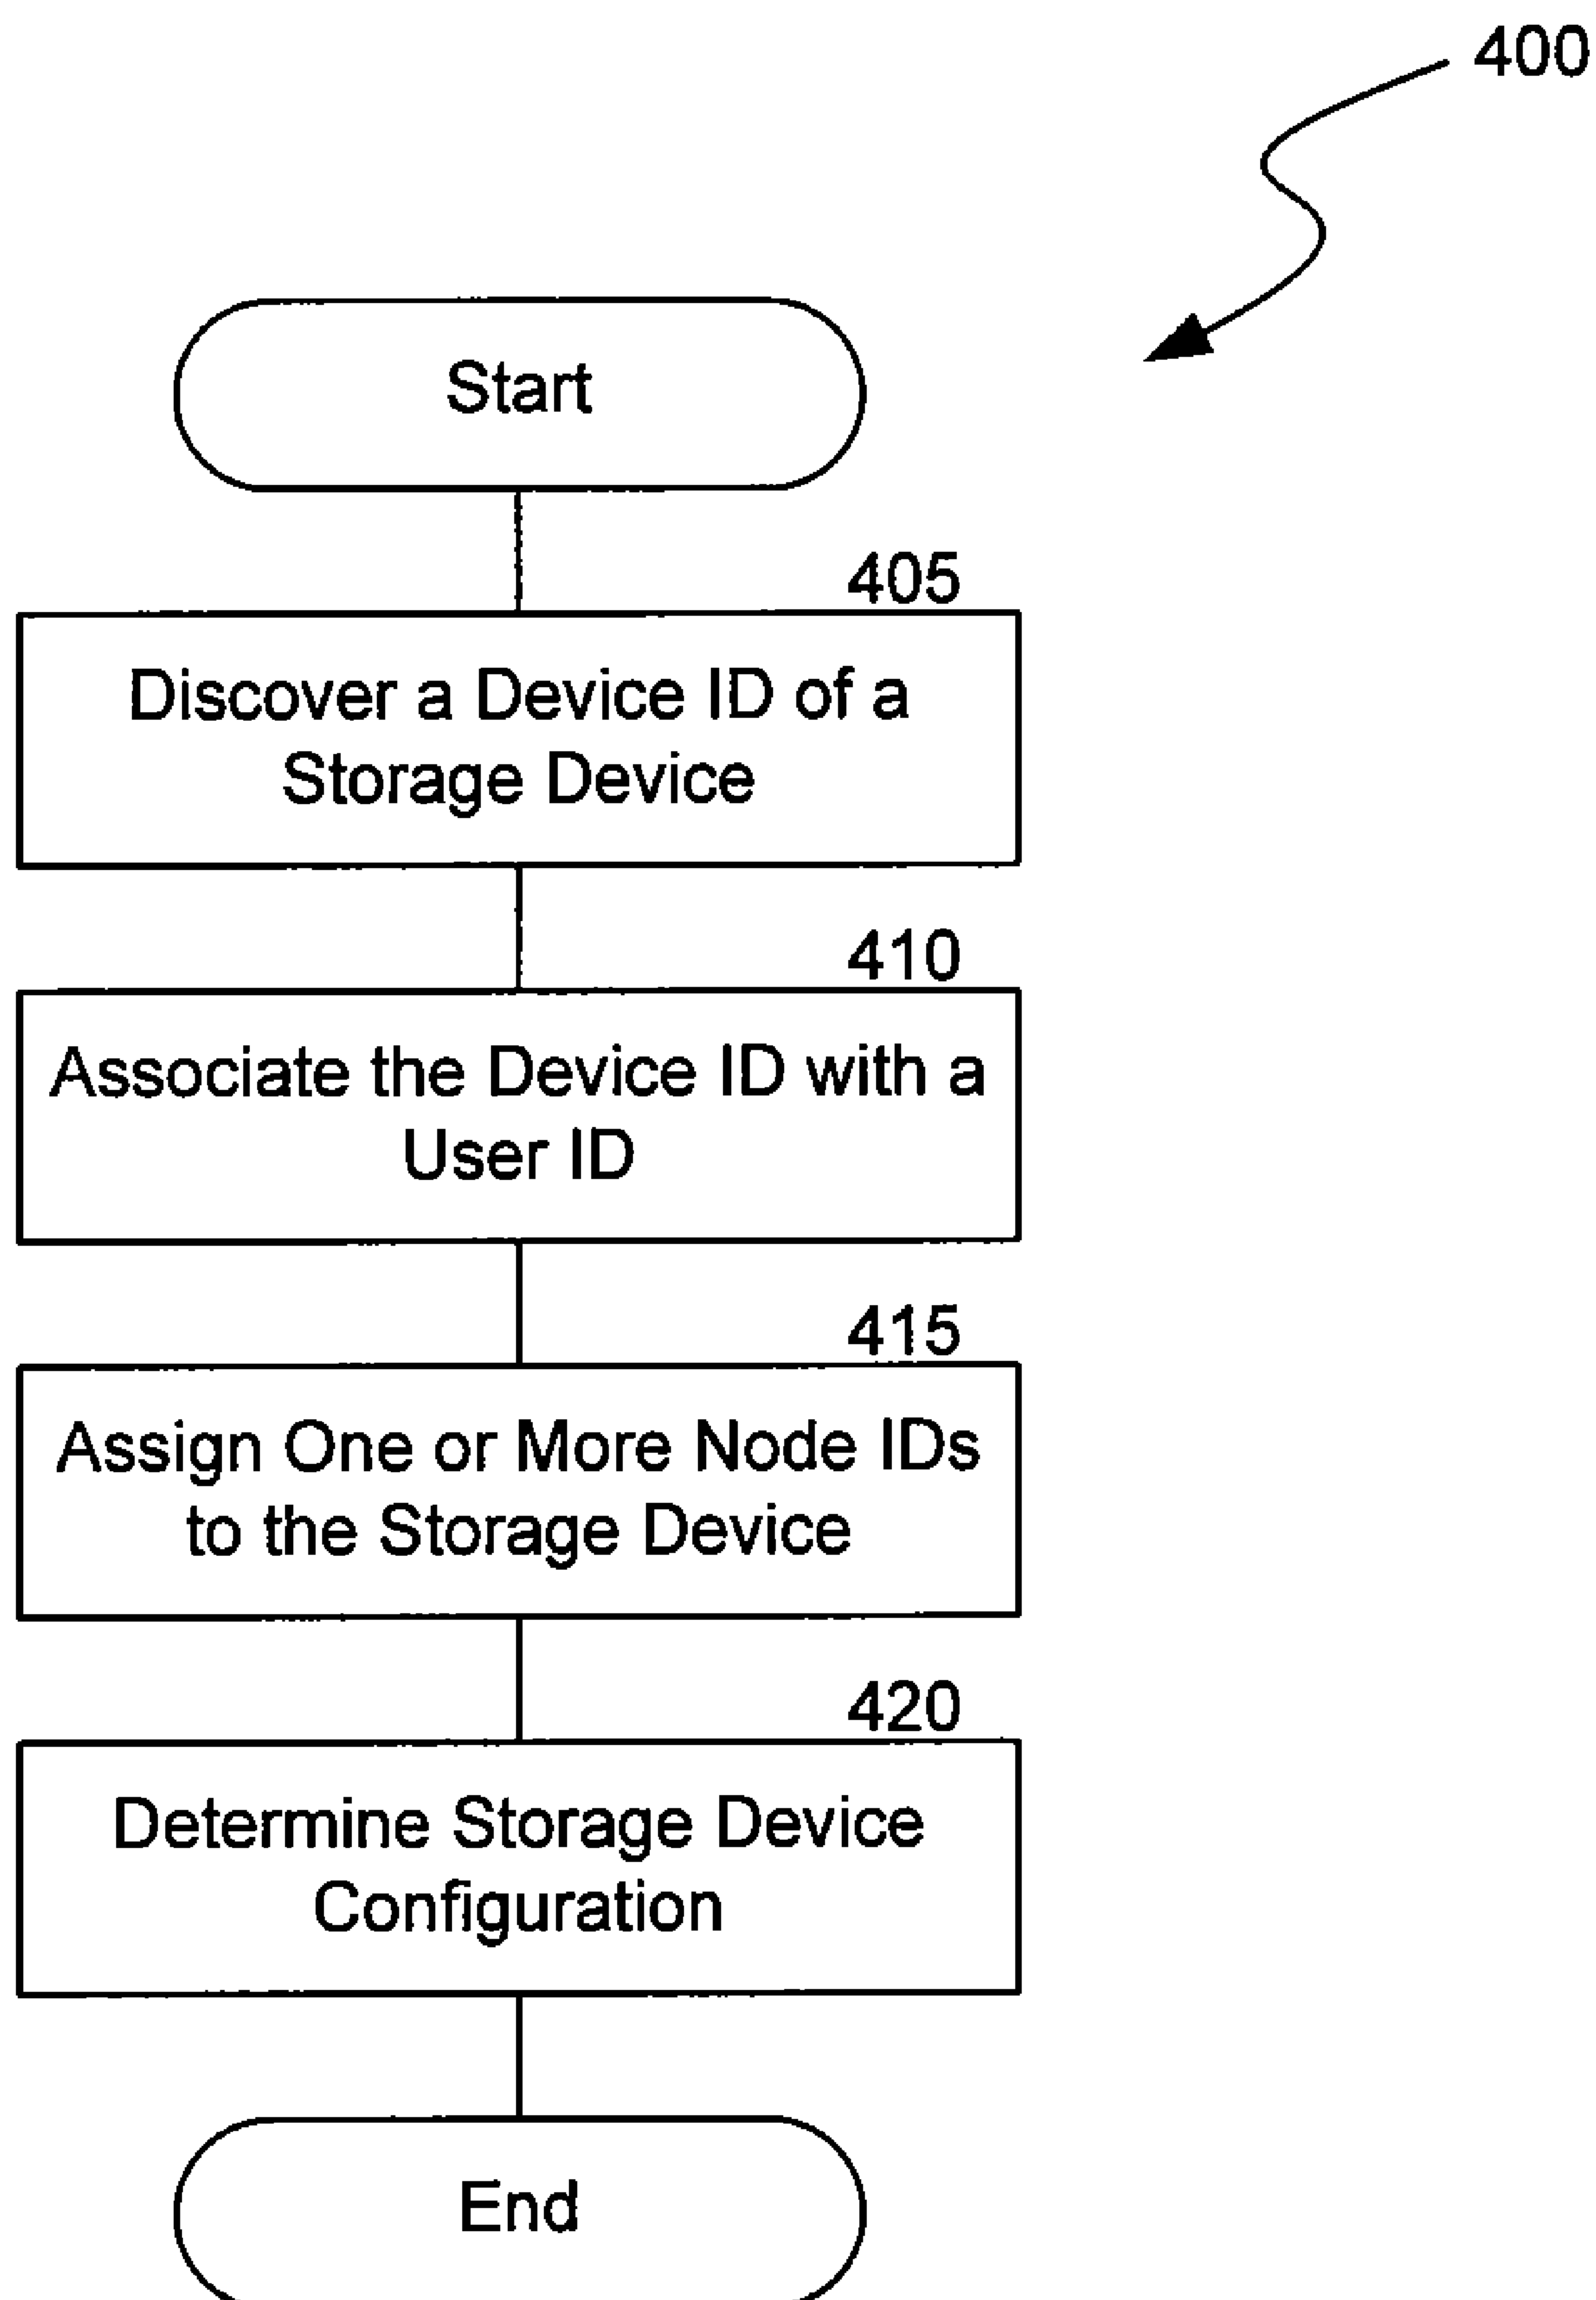 400
Start
405
Discover a Device ID of a
Storage Device
410
Associate the Device ID with a
User ID
415
Assign One or More Node IDs
to the Storage Device
420
Determine Storage Device
Configuration
End